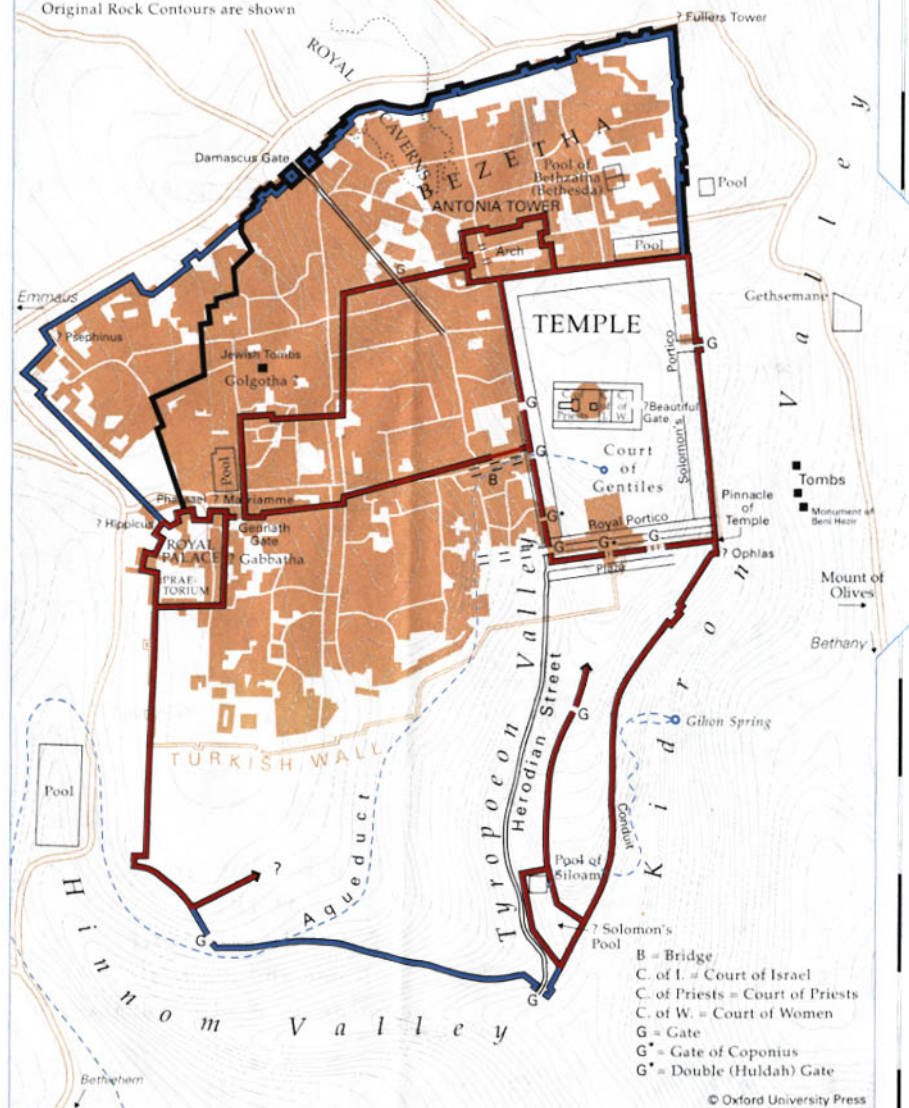 Original Rock Contours are shown
? Fullers Tower
ROYAL
CAVERNS
Damascus Gate
BEZETHA
Pool of
Bethzatha
(Bethesda)
Pool
ANTONIA TOWER
Arch
Pool
G
Emmaus
? Psephinus
Gethsemane
TEMPLE
Portico
G
Jewish Tombs
Golgotha ?
G
C.
of
Priests
C.
of
I.
C.
of
W.
? Beautiful
Gate
Solomon's
G
Court
of
Gentiles
Pool
B
Tombs
Monument of
Beni Hezir
Phasael ? Mariamme
? Hippicus
Gennath
Gate
ROYAL
PALACE
? Gabbatha
PRAE-
TORIUM
G*
Royal Portico
G
G*
G
Plaza
Pinnacle
of
Temple
? Ophlas
Mount of
Olives
Bethany
Kidron Valley
Tyropoeon Valley
Herodian Street
G
Gihon Spring
Conduit
TURKISH WALL
Pool
Aqueduct
?
Pool of
Siloam
? Solomon's
Pool
G
G
Hinnom Valley
Bethlehem
B = Bridge
C. of I. = Court of Israel
C. of Priests = Court of Priests
C. of W. = Court of Women
G = Gate
G* = Gate of Coponius
G* = Double (Huldah) Gate
© Oxford University Press